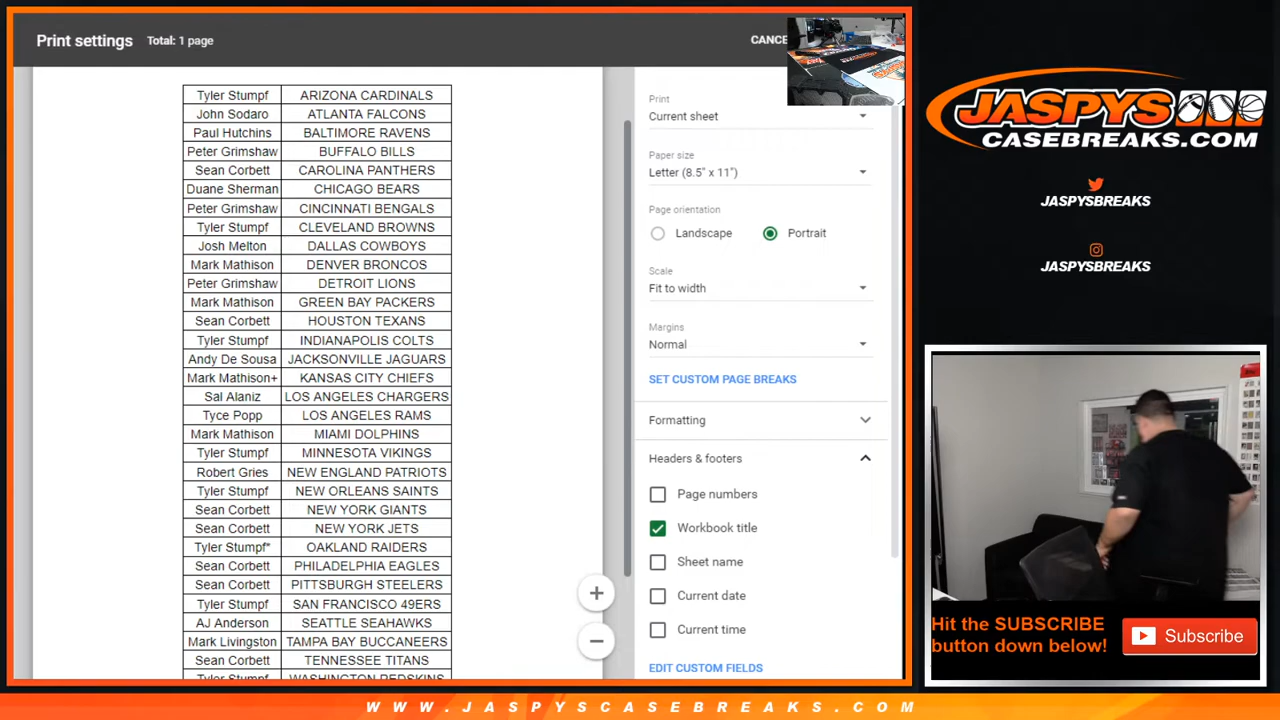 Print settings Total: 1 page
CANCE
Tyler Stumpf ARIZONA CARDINALS
John Sodaro ATLANTA FALCONS
Paul Hutchins BALTIMORE RAVENS
Peter Grimshaw BUFFALO BILLS
Sean Corbett CAROLINA PANTHERS
Duane Sherman CHICAGO BEARS
Peter Grimshaw CINCINNATI BENGALS
Tyler Stumpf CLEVELAND BROWNS
Josh Melton DALLAS COWBOYS
Mark Mathison DENVER BRONCOS
Peter Grimshaw DETROIT LIONS
Mark Mathison GREEN BAY PACKERS
Sean Corbett HOUSTON TEXANS
Tyler Stumpf INDIANAPOLIS COLTS
Andy De Sousa JACKSONVILLE JAGUARS
Mark Mathison+ KANSAS CITY CHIEFS
Sal Alaniz LOS ANGELES CHARGERS
Tyce Popp LOS ANGELES RAMS
Mark Mathison MIAMI DOLPHINS
Tyler Stumpf MINNESOTA VIKINGS
Robert Gries NEW ENGLAND PATRIOTS
Tyler Stumpf NEW ORLEANS SAINTS
Sean Corbett NEW YORK GIANTS
Sean Corbett NEW YORK JETS
Tyler Stumpf* OAKLAND RAIDERS
Sean Corbett PHILADELPHIA EAGLES
Sean Corbett PITTSBURGH STEELERS
Tyler Stumpf SAN FRANCISCO 49ERS
AJ Anderson SEATTLE SEAHAWKS
Mark Livingston TAMPA BAY BUCCANEERS
Sean Corbett TENNESSEE TITANS
Tyler Stumpf WASHINGTON REDSKINS
Print
Current sheet
Paper size
Letter (8.5" x 11")
Page orientation
Landscape Portrait
Scale
Fit to width
Margins
Normal
SET CUSTOM PAGE BREAKS
Formatting
Headers & footers
Page numbers
Workbook title
Sheet name
Current date
Current time
EDIT CUSTOM FIELDS
JASPYS
CASEBREAKS.COM
JASPYSBREAKS
JASPYSBREAKS
Hit the SUBSCRIBE
button down below!
Subscribe
WWW.JASPYSCASEBREAKS.COM